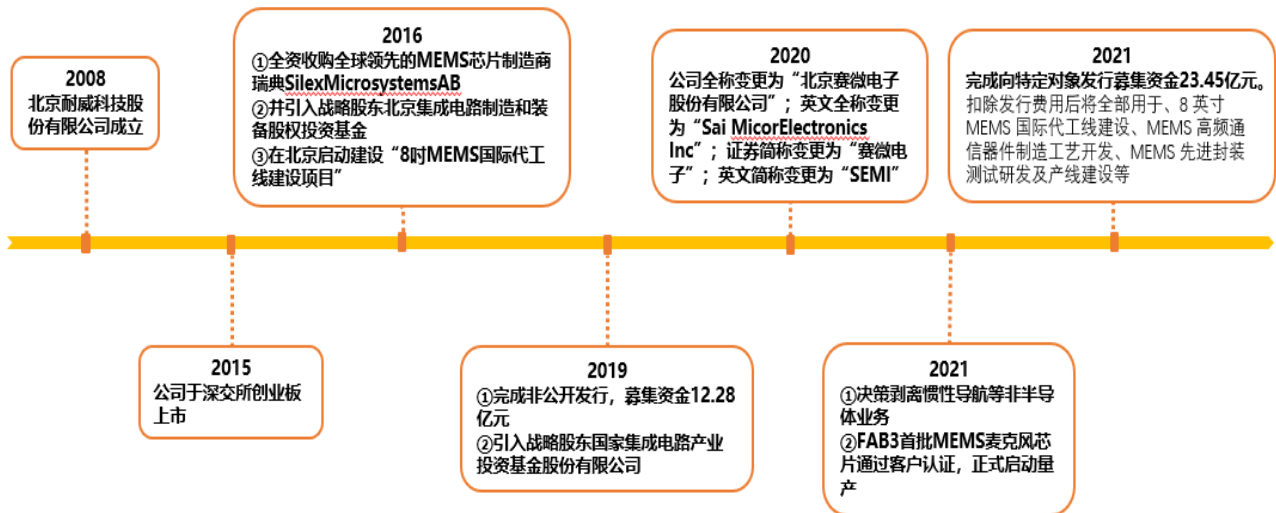 2008
北京耐威科技股
份有限公司成立
2015
公司于深交所创业板
上市
2016
①全资收购全球领先的MEMS芯片制造商
瑞典SilexMicrosystemsAB
②并引入战略股东北京集成电路制造和装
备股权投资基金
③在北京启动建设“8吋MEMS国际代工
线建设项目”
2019
①完成非公开发行，募集资金12.28
亿元
②引入战略股东国家集成电路产业
投资基金股份有限公司
2020
公司全称变更为“北京赛微电子
股份有限公司”；英文全称变更
为“Sai MicorElectronics
Inc”；证券简称变更为“赛微电
子”；英文简称变更为“SEMI”
2021
①决策剥离惯性导航等非半导
体业务
②FAB3首批MEMS麦克风芯
片通过客户认证，正式启动量
产
2021
完成向特定对象发行募集资金23.45亿元。
扣除发行费用后将全部用于、8 英寸
MEMS 国际代工线建设、MEMS 高频通
信器件制造工艺开发、MEMS 先进封装
测试研发及产线建设等